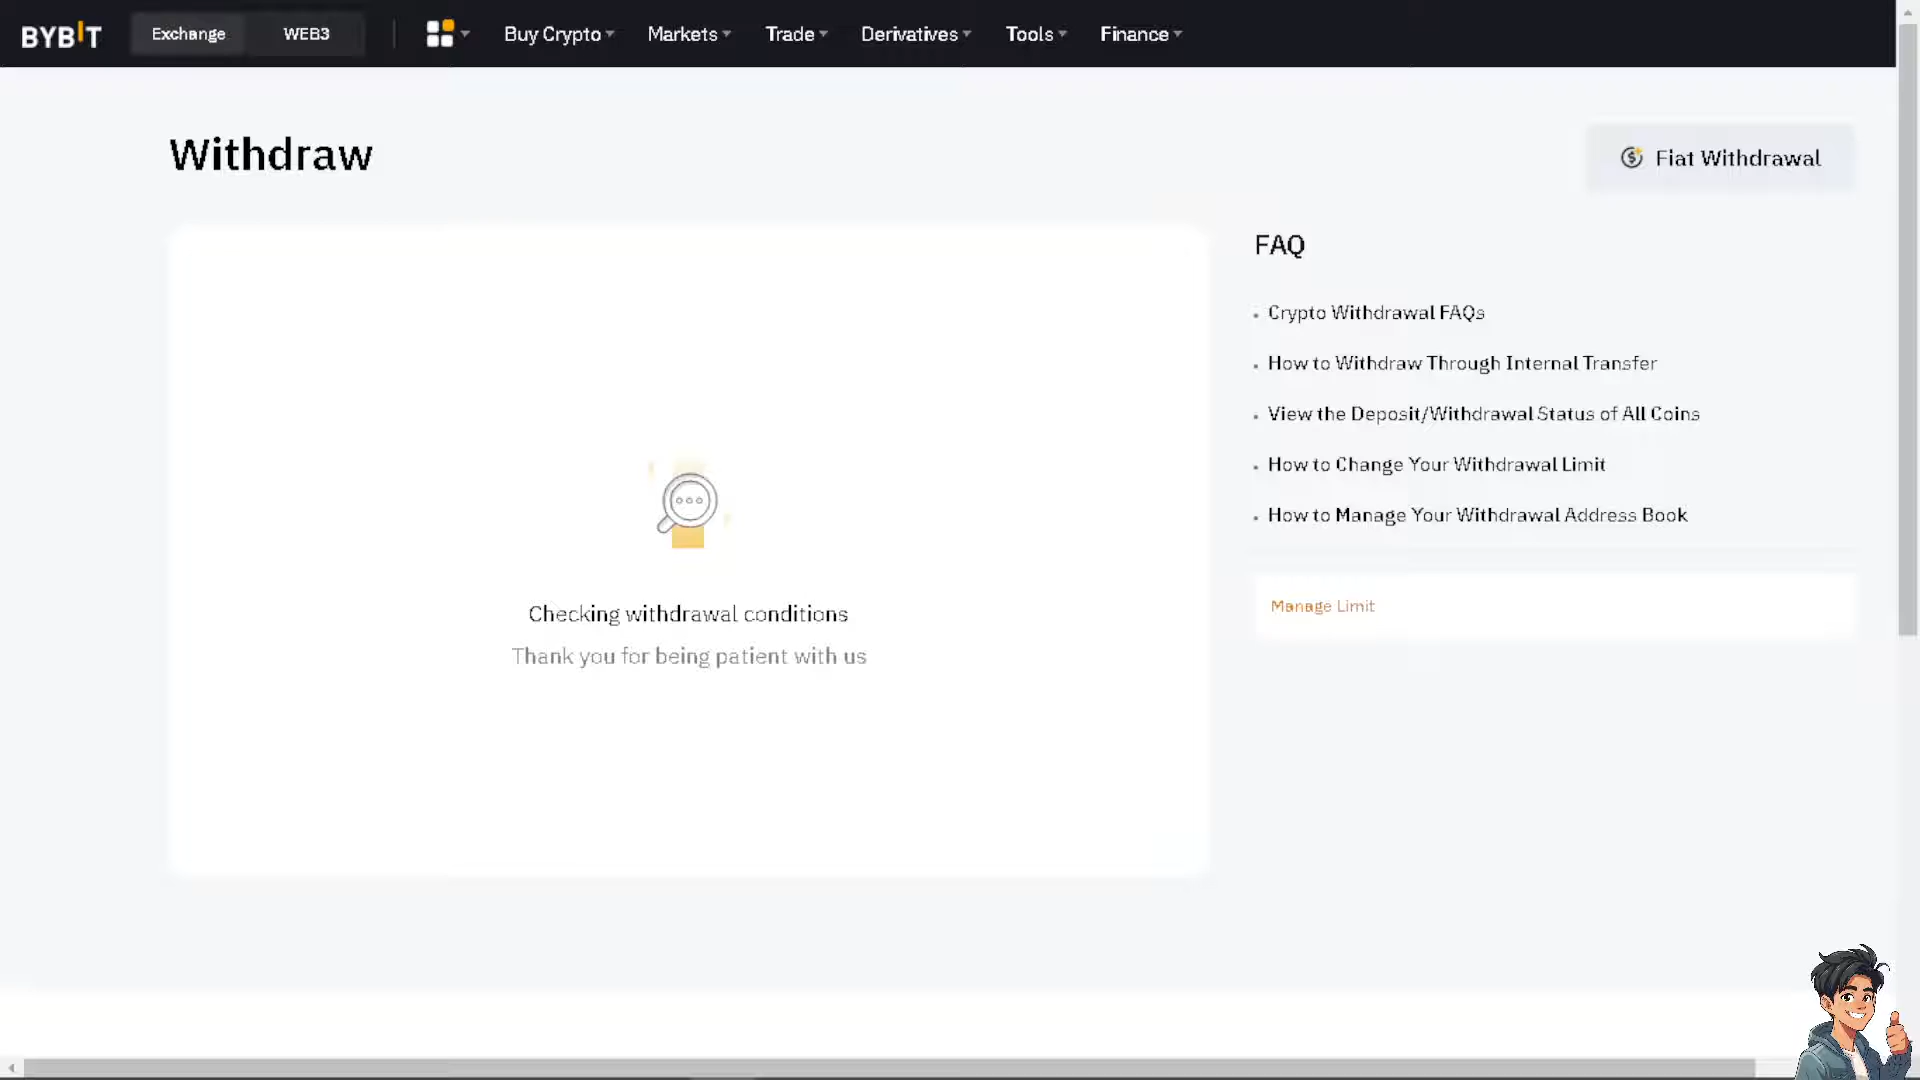 BYBIT
Exchange
WEB3
Buy Crypto
Markets
Trade
Derivatives
Tools
Finance
Withdraw
Fiat Withdrawal
Checking withdrawal conditions
Thank you for being patient with us
FAQ
Crypto Withdrawal FAQs
How to Withdraw Through Internal Transfer
View the Deposit/Withdrawal Status of All Coins
How to Change Your Withdrawal Limit
How to Manage Your Withdrawal Address Book
Manage Limit